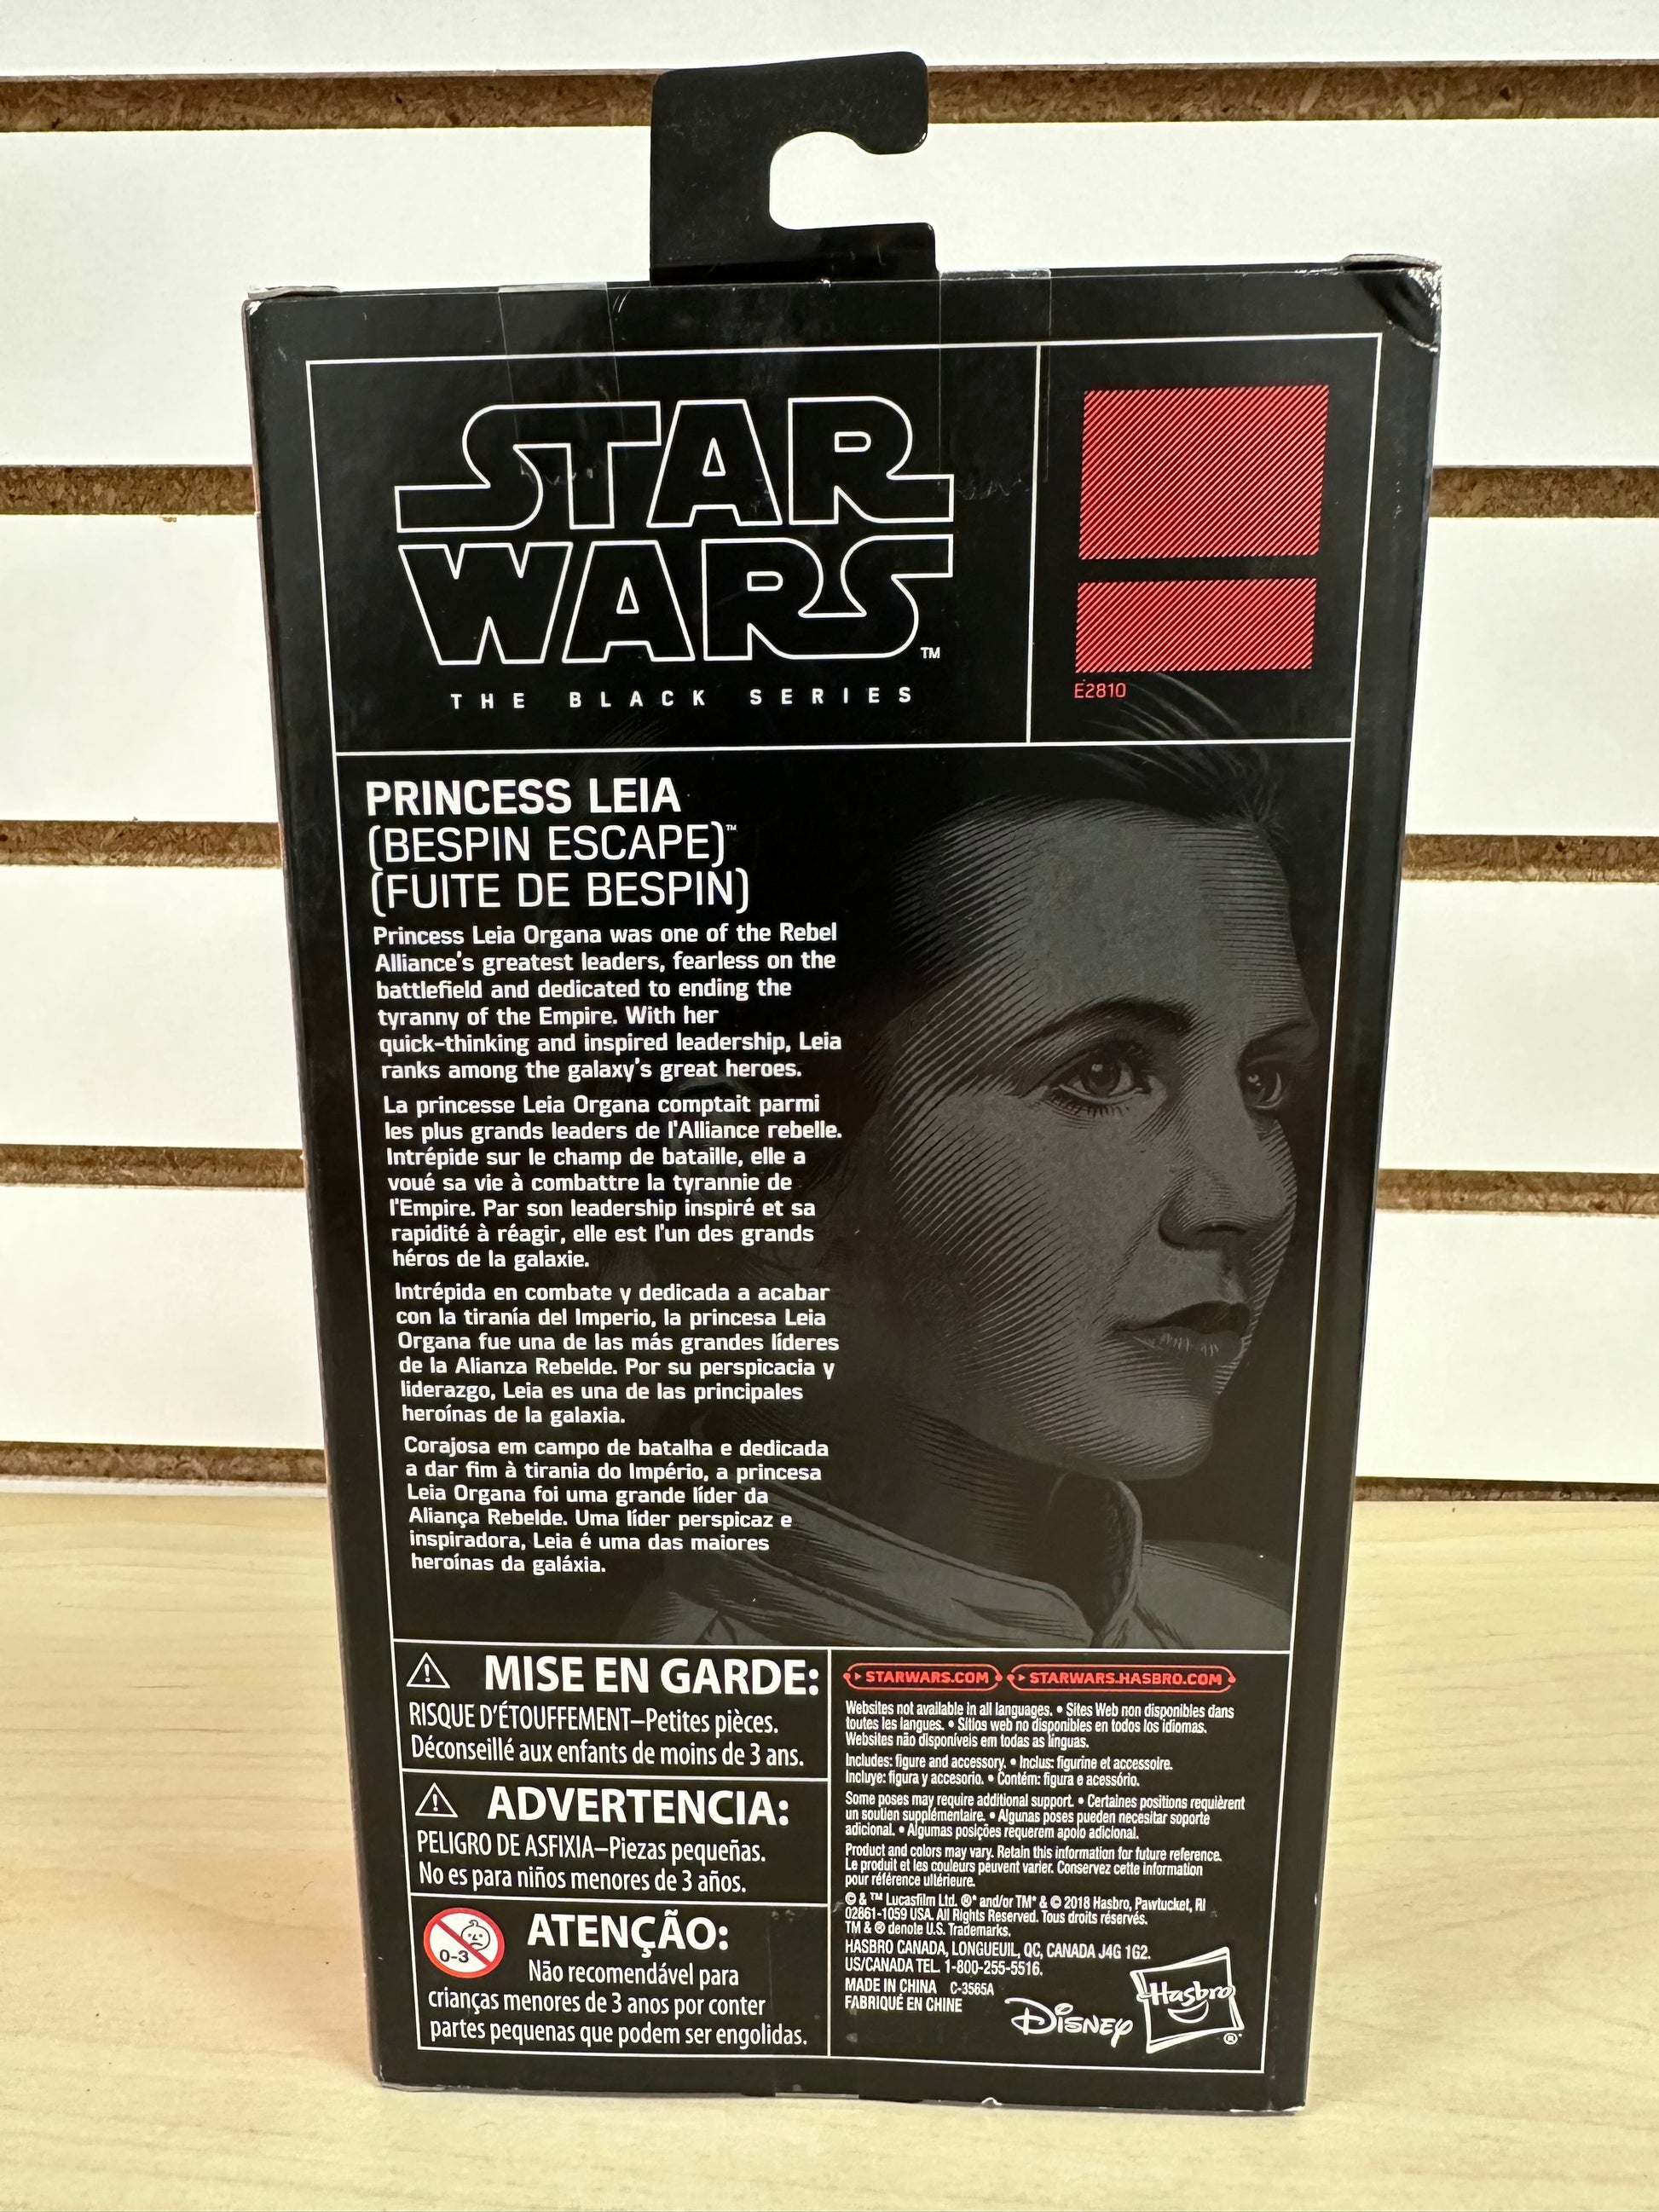 STAR
WARS™
THE BLACK SERIES
E2810
PRINCESS LEIA
(BESPIN ESCAPE)™
(FUITE DE BESPIN)
Princess Leia Organa was one of the Rebel
Alliance's greatest leaders, fearless on the
battlefield and dedicated to ending the
tyranny of the Empire. With her
quick-thinking and inspired leadership, Leia
ranks among the galaxy's great heroes.
La princesse Leia Organa comptait parmi
les plus grands leaders de l'Alliance rebelle.
Intrépide sur le champ de bataille, elle a
voué sa vie à combattre la tyrannie de
l'Empire. Par son leadership inspiré et sa
rapidité à réagir, elle est l'un des grands
héros de la galaxie.
Intrépida en combate y dedicada a acabar
con la tiranía del Imperio, la princesa Leia
Organa fue una de las más grandes líderes
de la Alianza Rebelde. Por su perspicacia y
liderazgo, Leia es una de las principales
heroínas de la galaxia.
Corajosa em campo de batalha e dedicada
a dar fim à tirania do Império, a princesa
Leia Organa foi uma grande líder da
Aliança Rebelde. Uma líder perspicaz e
inspiradora, Leia é uma das maiores
heroínas da galáxia.
MISE EN GARDE:
RISQUE D'ÉTOUFFEMENT–Petites pièces.
Déconseillé aux enfants de moins de 3 ans.
ADVERTENCIA:
PELIGRO DE ASFIXIA–Piezas pequeñas.
No es para niños menores de 3 años.
0-3
ATENÇÃO:
Não recomendável para
crianças menores de 3 anos por conter
partes pequenas que podem ser engolidas.
STARWARS.COM STARWARS.HASBRO.COM
Websites not available in all languages. • Sites Web non disponibles dans
toutes les langues. • Sitios web no disponibles en todos los idiomas.
Websites não disponíveis em todas as línguas.
Includes: figure and accessory. • Inclus: figurine et accessoire.
Incluye: figura y accesorio. • Contém: figura e acessório.
Some poses may require additional support. • Certaines positions requièrent
un soutien supplémentaire. • Algunas poses pueden necesitar soporte
adicional. • Algumas posições requerem apoio adicional.
Product and colors may vary. Retain this information for future reference.
Le produit et les couleurs peuvent varier. Conservez cette information
pour référence ultérieure.
© & ™ Lucasfilm Ltd. ®* and/or TM* & © 2018 Hasbro, Pawtucket, RI
02861-1059 USA. All Rights Reserved. Tous droits réservés.
TM & ® denote U.S. Trademarks.
HASBRO CANADA, LONGUEUIL, QC, CANADA J4G 1G2.
US/CANADA TEL. 1-800-255-5516.
MADE IN CHINA C-3565A
FABRIQUÉ EN CHINE
Disney
Hasbro®